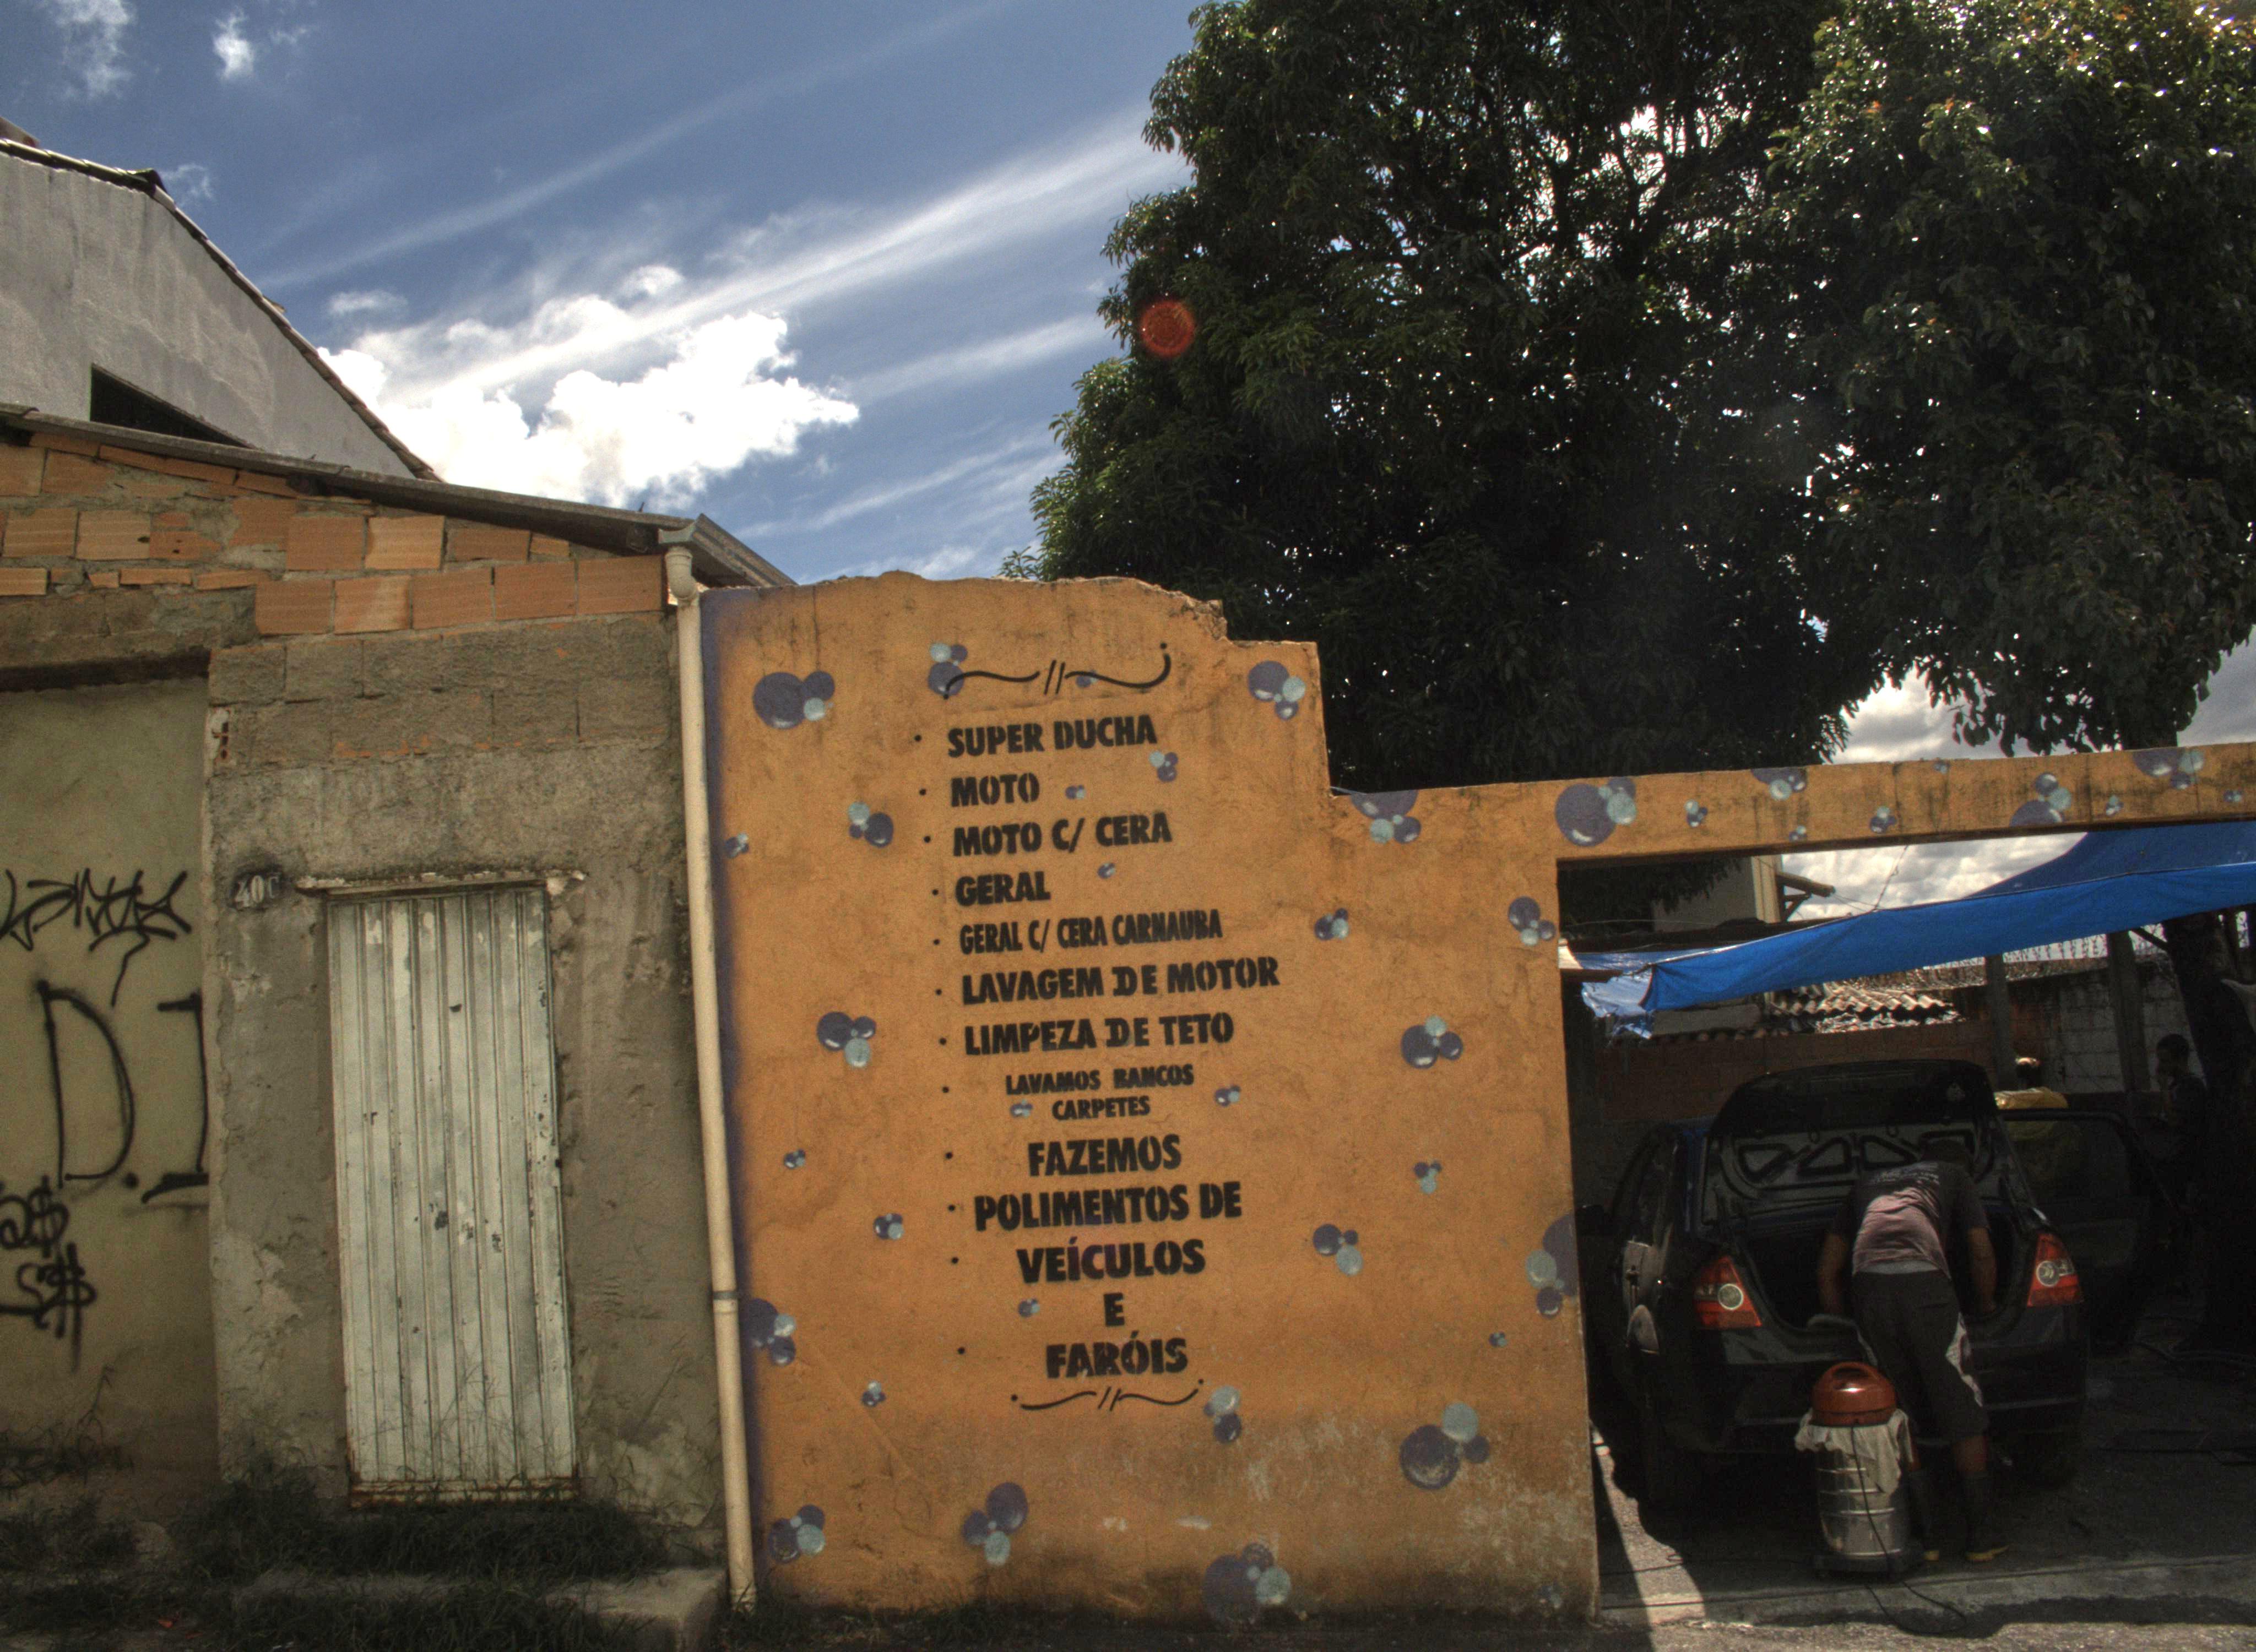 • SUPER DUCHA
• MOTO
• MOTO C/ CERA
• GERAL
• GERAL C/ CERA CARNAUBA
• LAVAGEM DE MOTOR
• LIMPEZA DE TETO
• LAVAMOS BANCOS
CARPETES
• FAZEMOS
• POLIMENTOS DE
• VEÍCULOS
E
• FARÓIS